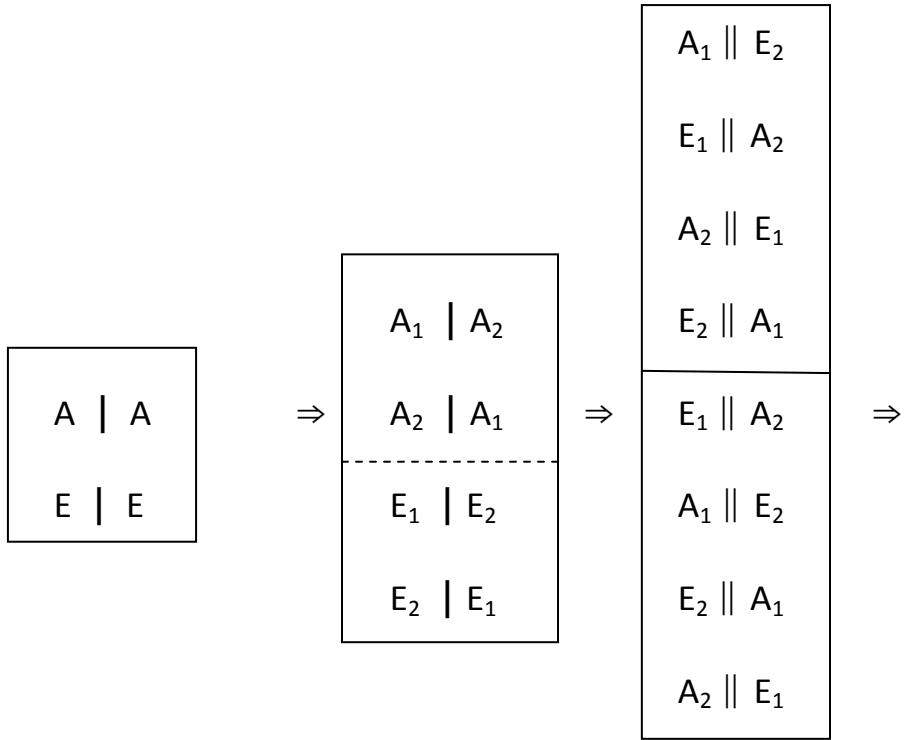 A | A
E | E
⇒
A₁ | A₂
A₂ | A₁
E₁ | E₂
E₂ | E₁
⇒
A₁ || E₂
E₁ || A₂
A₂ || E₁
E₂ || A₁
E₁ || A₂
A₁ || E₂
E₂ || A₁
A₂ || E₁
⇒